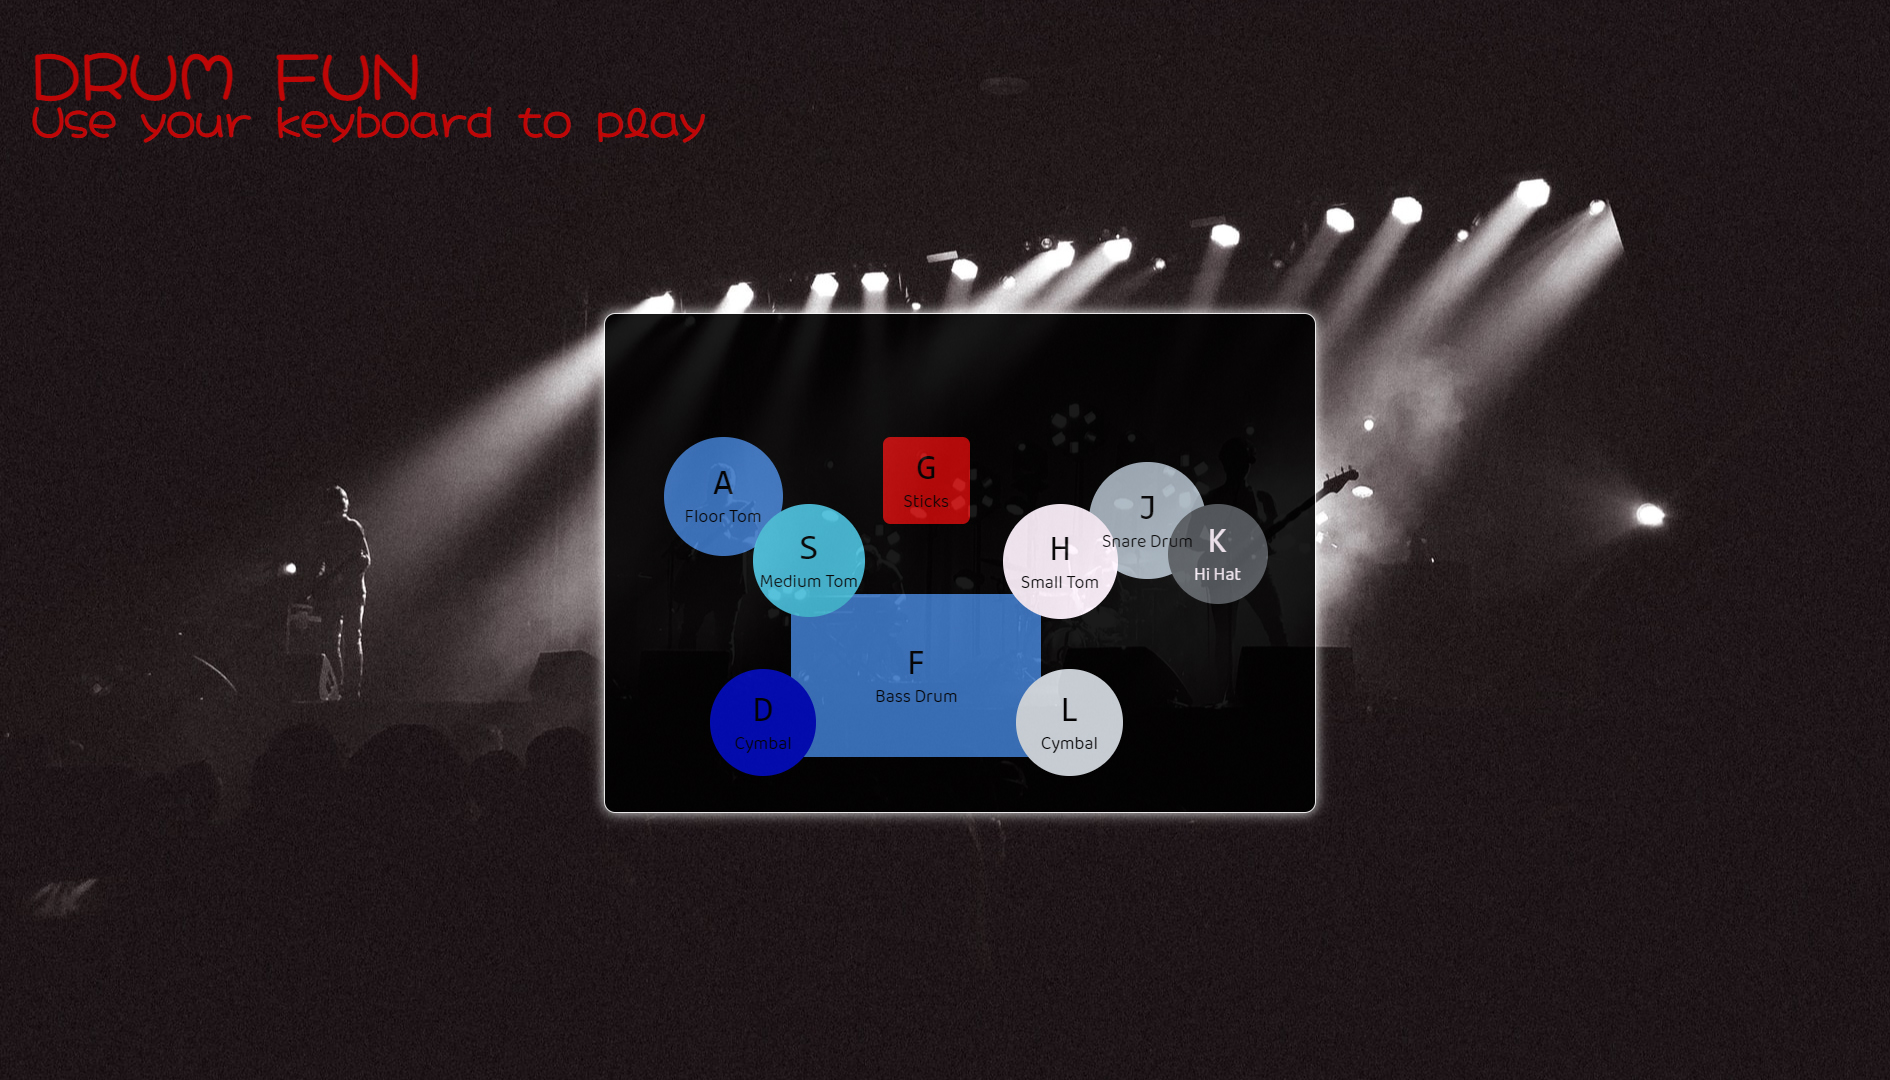 DRUM FUN
Use your keyboard to play
A
Floor Tom
G
Sticks
S
Medium Tom
H
Small Tom
J
Snare Drum
K
Hi Hat
F
Bass Drum
D
Cymbal
L
Cymbal